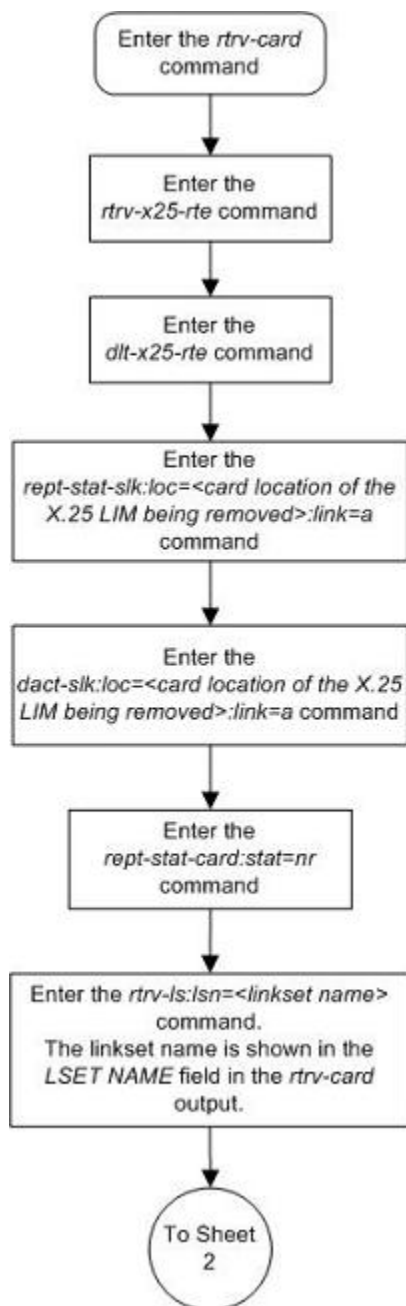 Enter the rtrv-card
command
Enter the
rtrv-x25-rte command
Enter the
dlt-x25-rte command
Enter the
rept-stat-slk:loc=<card location of the
X.25 LIM being removed>:link=a
command
Enter the
dact-slk:loc=<card location of the X.25
LIM being removed>:link=a command
Enter the
rept-stat-card:stat=nr
command
Enter the rtrv-ls:lsn=<linkset name>
command.
The linkset name is shown in the
LSET NAME field in the rtrv-card
output.
To Sheet
2